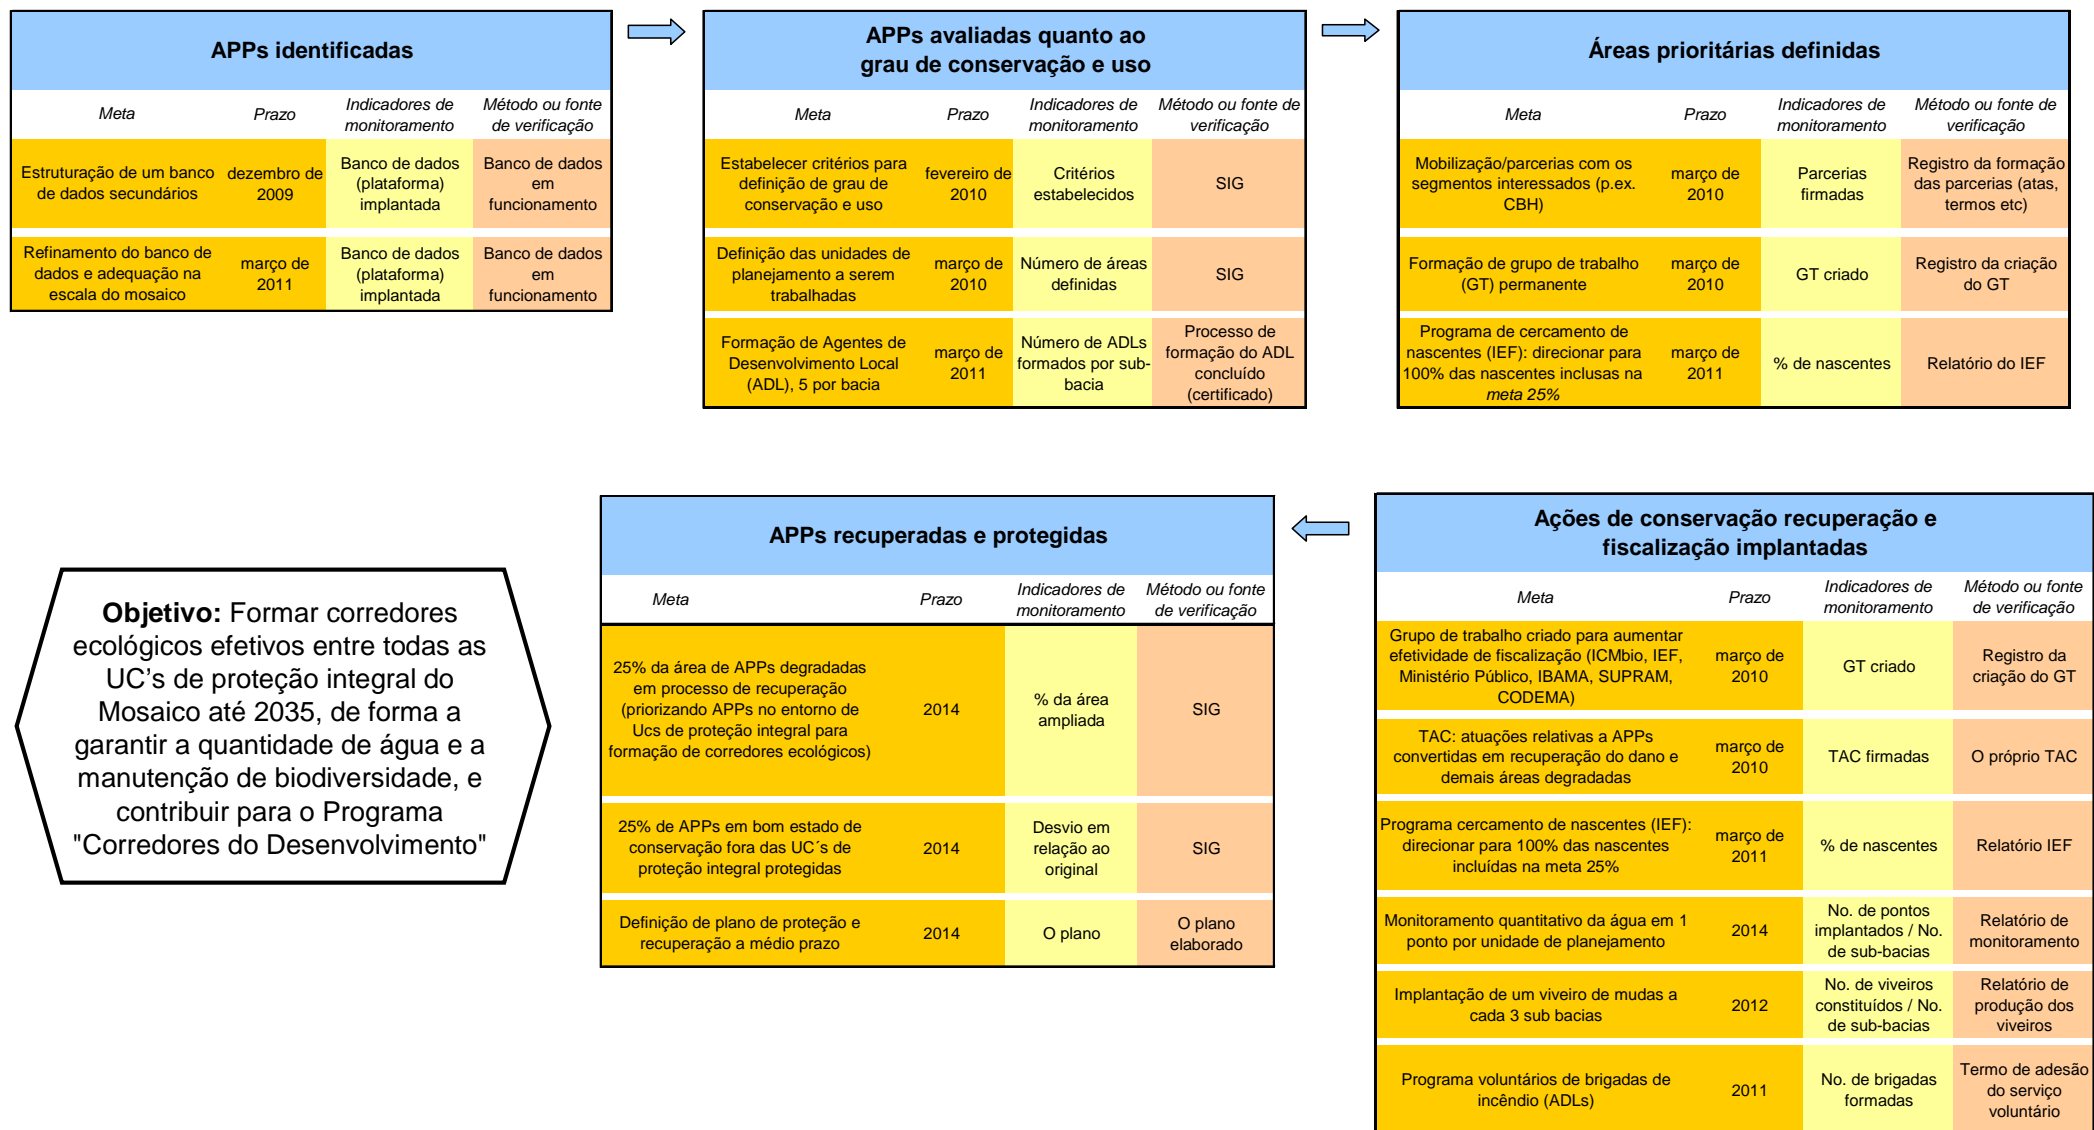 APPs identificadas
Meta
Prazo
Indicadores de
monitoramento
Método ou fonte
de verificação
Estruturação de um banco
de dados secundários
dezembro de
2009
Banco de dados
(plataforma)
implantada
Banco de dados
em
funcionamento
Refinamento do banco de
dados e adequação na
escala do mosaico
março de
2011
Banco de dados
(plataforma)
implantada
Banco de dados
em
funcionamento
APPs avaliadas quanto ao
grau de conservação e uso
Meta
Prazo
Indicadores de
monitoramento
Método ou fonte de
verificação
Estabelecer critérios para
definição de grau de
conservação e uso
fevereiro de
2010
Critérios
estabelecidos
SIG
Definição das unidades de
planejamento a serem
trabalhadas
março de
2010
Número de áreas
definidas
SIG
Formação de Agentes de
Desenvolvimento Local
(ADL), 5 por bacia
março de
2011
Número de ADLs
formados por sub-
bacia
Processo de
formação do ADL
concluído
(certificado)
Áreas prioritárias definidas
Meta
Prazo
Indicadores de
monitoramento
Método ou fonte de
verificação
Mobilização/parcerias com os
segmentos interessados (p.ex.
CBH)
março de
2010
Parcerias
firmadas
Registro da formação
das parcerias (atas,
termos etc)
Formação de grupo de trabalho
(GT) permanente
março de
2010
GT criado
Registro da criação
do GT
Programa de cercamento de
nascentes (IEF): direcionar para
100% das nascentes inclusas na
meta 25%
março de
2011
% de nascentes
Relatório do IEF
Objetivo: Formar corredores
ecológicos efetivos entre todas as
UC’s de proteção integral do
Mosaico até 2035, de forma a
garantir a quantidade de água e a
manutenção de biodiversidade, e
contribuir para o Programa
"Corredores do Desenvolvimento"
APPs recuperadas e protegidas
Meta
Prazo
Indicadores de
monitoramento
Método ou fonte
de verificação
25% da área de APPs degradadas
em processo de recuperação
(priorizando APPs no entorno de
Ucs de proteção integral para
formação de corredores ecológicos)
2014
% da área
ampliada
SIG
25% de APPs em bom estado de
conservação fora das UC´s de
proteção integral protegidas
2014
Desvio em
relação ao
original
SIG
Definição de plano de proteção e
recuperação a médio prazo
2014
O plano
O plano
elaborado
Ações de conservação recuperação e
fiscalização implantadas
Meta
Prazo
Indicadores de
monitoramento
Método ou fonte
de verificação
Grupo de trabalho criado para aumentar
efetividade de fiscalização (ICMbio, IEF,
Ministério Público, IBAMA, SUPRAM,
CODEMA)
março de
2010
GT criado
Registro da
criação do GT
TAC: atuações relativas a APPs
convertidas em recuperação do dano e
demais áreas degradadas
março de
2010
TAC firmadas
O próprio TAC
Programa cercamento de nascentes (IEF):
direcionar para 100% das nascentes
incluídas na meta 25%
março de
2011
% de nascentes
Relatório IEF
Monitoramento quantitativo da água em 1
ponto por unidade de planejamento
2014
No. de pontos
implantados / No.
de sub-bacias
Relatório de
monitoramento
Implantação de um viveiro de mudas a
cada 3 sub bacias
2012
No. de viveiros
constituídos / No.
de sub-bacias
Relatório de
produção dos
viveiros
Programa voluntários de brigadas de
incêndio (ADLs)
2011
No. de brigadas
formadas
Termo de adesão
do serviço
voluntário